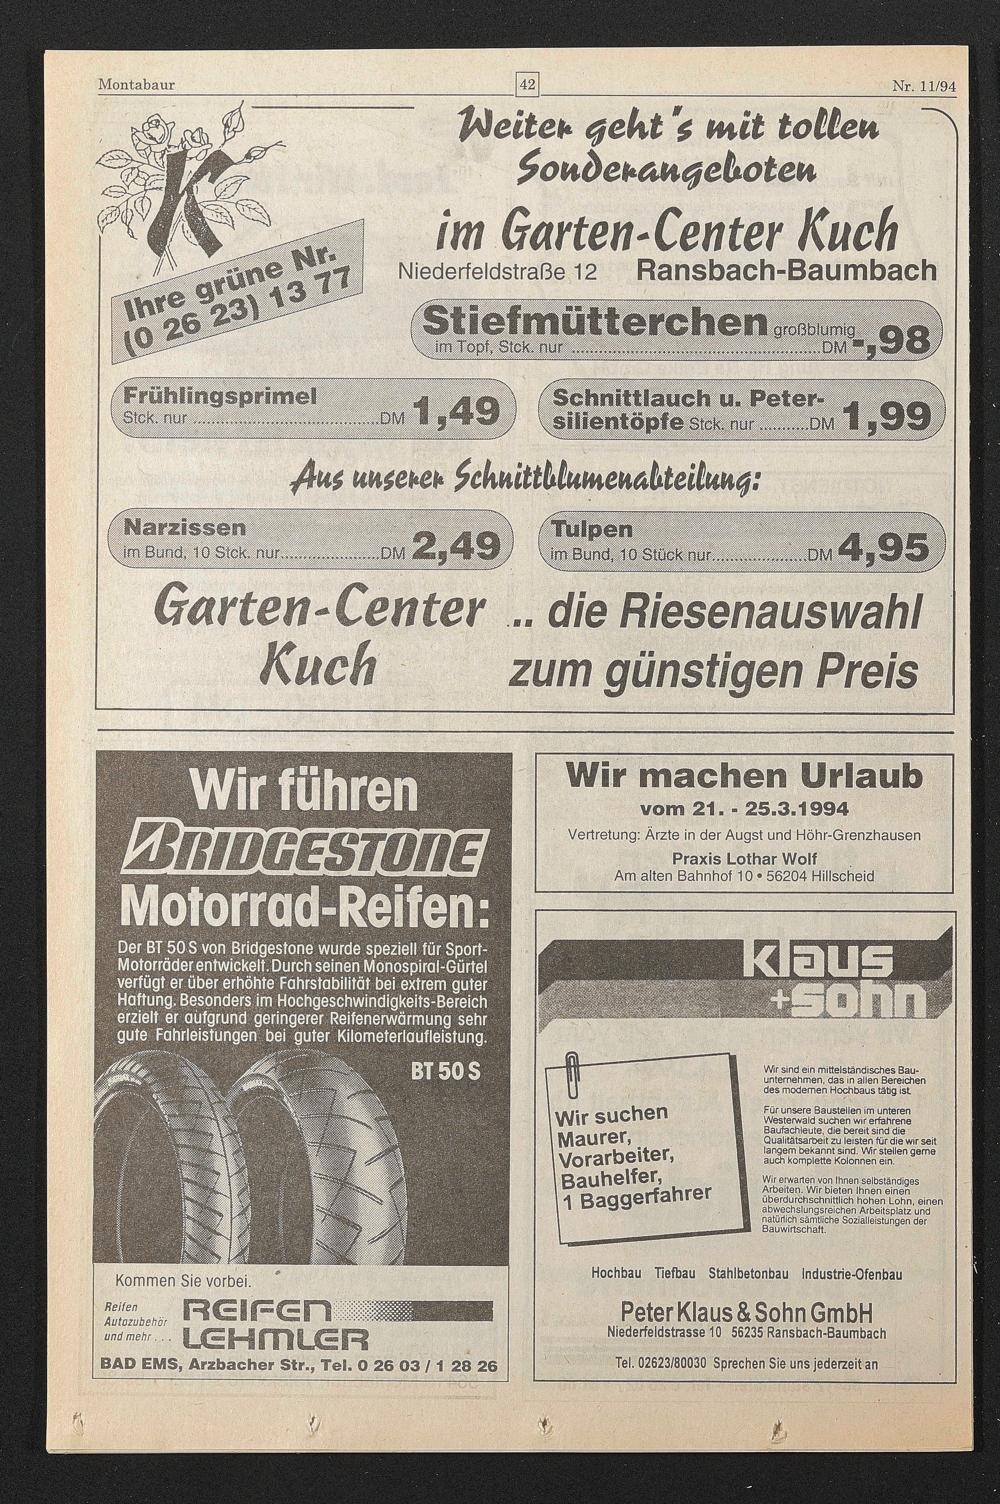 Montabaur
42
Nr. 11/94
Weiter geht's mit tollen
Sonderangeboten
im Garten-Center Kuch
Niederfeldstraße 12 Ransbach-Baumbach
K
Ihre grüne Nr.
(0 26 23) 13 77
Stiefmütterchen großblumig
im Topf, Stck. nur ........................................................ DM -,98
Frühlingsprimel
Stck. nur .......................................... DM 1,49
Schnittlauch u. Peter-
silientöpfe Stck. nur ........... DM 1,99
Aus unserer Schnittblumenabteilung:
Narzissen
im Bund, 10 Stck. nur....................... DM 2,49
Tulpen
im Bund, 10 Stück nur...................... DM 4,95
Garten-Center
Kuch
.. die Riesenauswahl
zum günstigen Preis
Wir führen
BRIDGESTONE
Motorrad-Reifen:
Der BT 50 S von Bridgestone wurde speziell für Sport-
Motorräder entwickelt. Durch seinen Monospiral-Gürtel
verfügt er über erhöhte Fahrstabilität bei extrem guter
Haftung. Besonders im Hochgeschwindigkeits-Bereich
erzielt er aufgrund geringerer Reifenerwärmung sehr
gute Fahrleistungen bei guter Kilometerlaufleistung.
BT 50 S
Kommen Sie vorbei.
Reifen
Autozubehör
und mehr . . .
REIFEN
LEHMLER
BAD EMS, Arzbacher Str., Tel. 0 26 03 / 1 28 26
Wir machen Urlaub
vom 21. - 25.3.1994
Vertretung: Ärzte in der Augst und Höhr-Grenzhausen
Praxis Lothar Wolf
Am alten Bahnhof 10 • 56204 Hillscheid
klaus
+sohn
Wir suchen
Maurer,
Vorarbeiter,
Bauhelfer,
1 Baggerfahrer
Wir sind ein mittelständisches Bau-
unternehmen, das in allen Bereichen
des modernen Hochbaus tätig ist.
Für unsere Baustellen im unteren
Westerwald suchen wir erfahrene
Baufachleute, die bereit sind die
Qualitätsarbeit zu leisten für die wir seit
langem bekannt sind. Wir stellen gerne
auch komplette Kolonnen ein.
Wir erwarten von Ihnen selbständiges
Arbeiten. Wir bieten Ihnen einen
überdurchschnittlich hohen Lohn, einen
abwechslungsreichen Arbeitsplatz und
natürlich sämtliche Sozialleistungen der
Bauwirtschaft.
Hochbau Tiefbau Stahlbetonbau Industrie-Ofenbau
Peter Klaus & Sohn GmbH
Niederfeldstrasse 10 56235 Ransbach-Baumbach
Tel. 02623/80030 Sprechen Sie uns jederzeit an